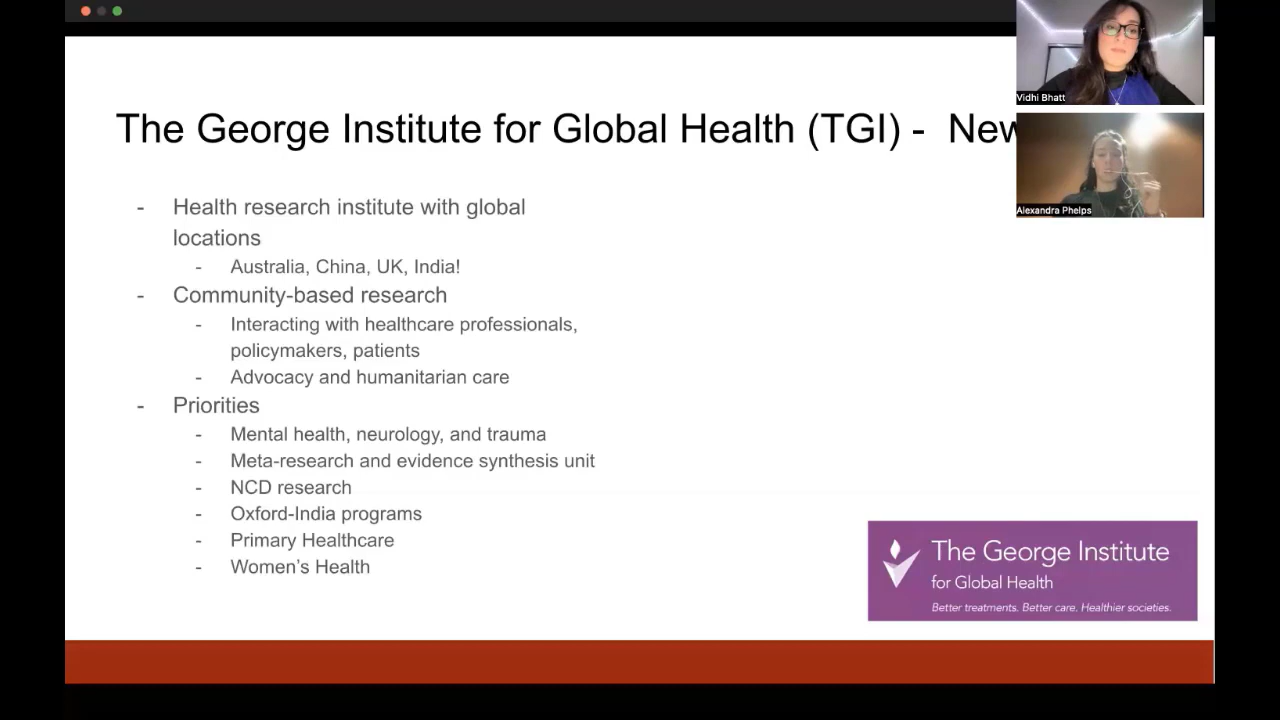 The George Institute for Global Health (TGI) - New
- Health research institute with global
locations
- Australia, China, UK, India!
- Community-based research
- Interacting with healthcare professionals,
policymakers, patients
- Advocacy and humanitarian care
- Priorities
- Mental health, neurology, and trauma
- Meta-research and evidence synthesis unit
- NCD research
- Oxford-India programs
- Primary Healthcare
- Women’s Health
The George Institute
for Global Health
Better treatments. Better care. Healthier societies.
Vidhi Bhatt
Alexandra Phelps